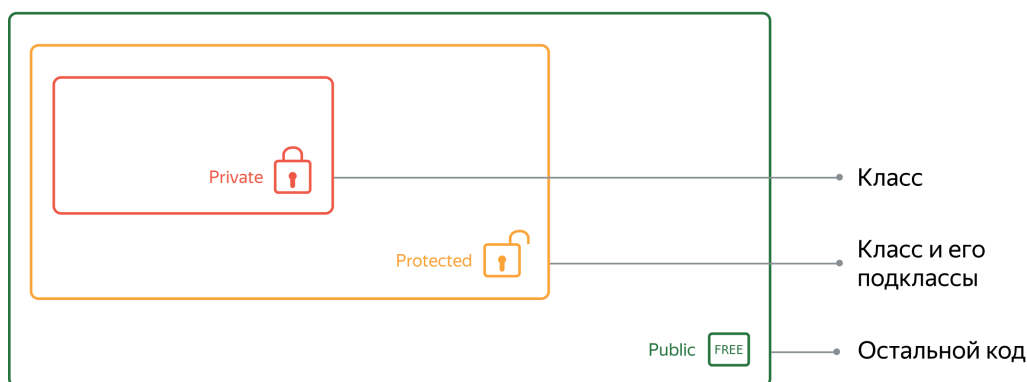 Private
Класс
Protected
Класс и его
подклассы
Public
FREE
Остальной код